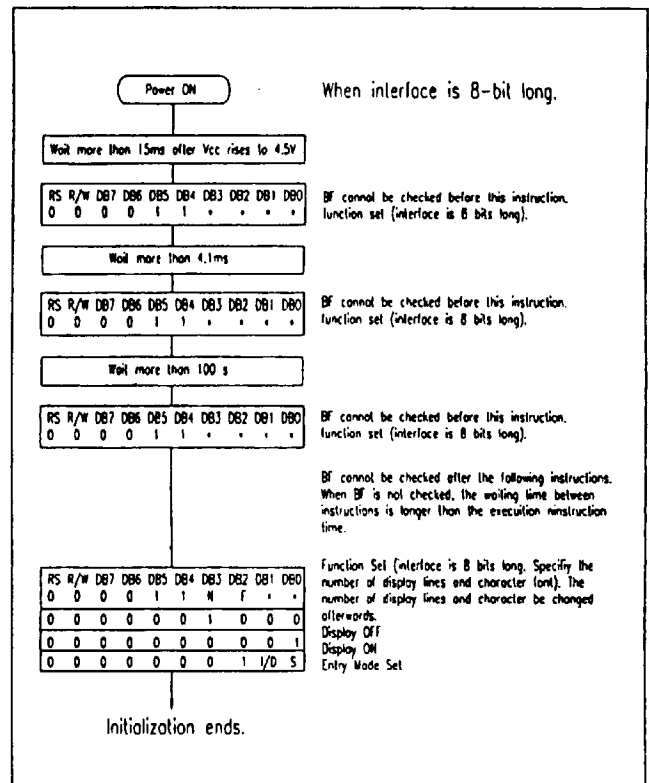 Power ON
When interface is 8-bit long.
Wait more than 15ms after Vcc rises to 4.5V
RS R/W DB7 DB6 DB5 DB4 DB3 DB2 DB1 DB0
0 0 0 0 1 1 * * * *
BF cannot be checked before this instruction.
function set (interface is 8 bits long).
Wait more than 4.1ms
RS R/W DB7 DB6 DB5 DB4 DB3 DB2 DB1 DB0
0 0 0 0 1 1 * * * *
BF cannot be checked before this instruction.
function set (interface is 8 bits long).
Wait more than 100 s
RS R/W DB7 DB6 DB5 DB4 DB3 DB2 DB1 DB0
0 0 0 0 1 1 * * * *
BF cannot be checked before this instruction.
function set (interface is 8 bits long).
BF cannot be checked after the following instructions.
When BF is not checked, the waiting time between
instructions is longer than the execuition ninstruction
time.
RS R/W DB7 DB6 DB5 DB4 DB3 DB2 DB1 DB0
0 0 0 0 1 1 N F * *
0 0 0 0 0 0 1 0 0 0
0 0 0 0 0 0 0 0 0 1
0 0 0 0 0 0 0 1 I/D S
Function Set (interface is 8 bits long. Specifiy the
number of display lines and character font). The
number of display lines and character be changed
afterwords.
Display OFF
Display ON
Entry Mode Set
Initialization ends.